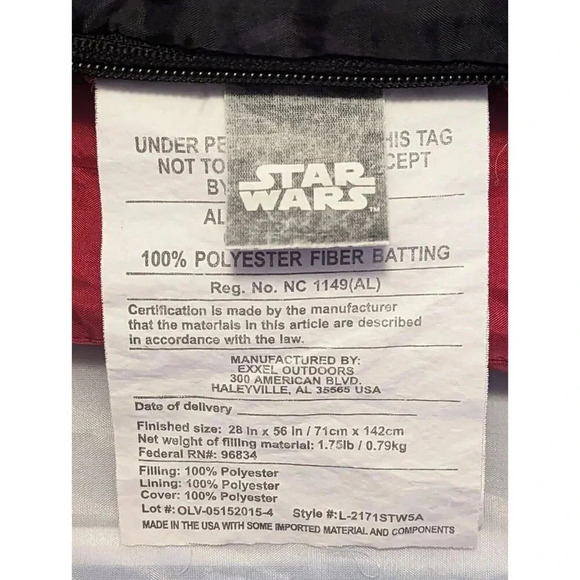 UNDER PE HIS TAG
NOT TO CEPT
BY
AL
STAR
WARS™
100% POLYESTER FIBER BATTING
Reg. No. NC 1149(AL)
Certification is made by the manufacturer
that the materials in this article are described
in accordance with the law.
MANUFACTURED BY:
EXXEL OUTDOORS
300 AMERICAN BLVD.
HALEYVILLE, AL 35565 USA
Date of delivery
Finished size: 28 in x 56 in / 71cm x 142cm
Net weight of filling material: 1.75lb / 0.79kg
Federal RN#: 96834
Filling: 100% Polyester
Lining: 100% Polyester
Cover: 100% Polyester
Lot #: OLV-05152015-4 Style #: L-2171STW5A
MADE IN THE USA WITH SOME IMPORTED MATERIAL AND COMPONENTS